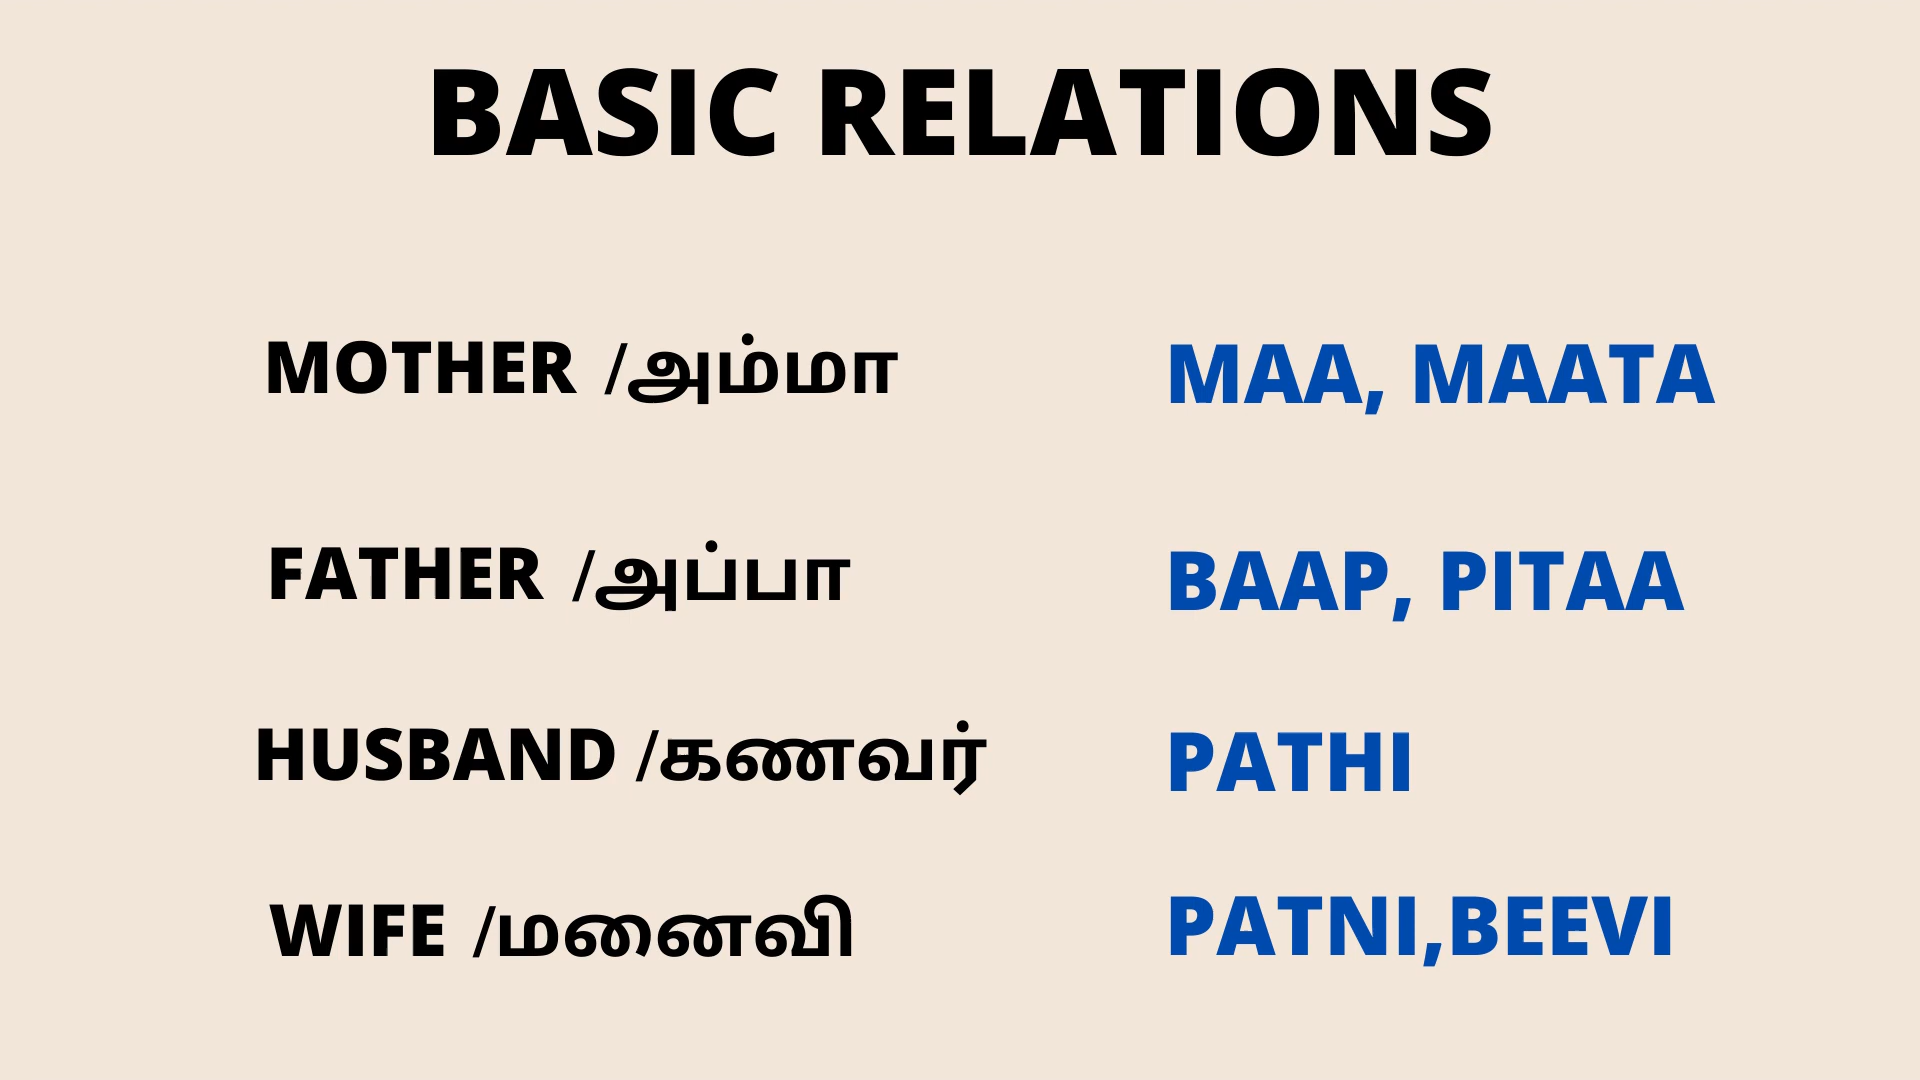 BASIC RELATIONS
MOTHER /அம்மா MAA, MAATA
FATHER /அப்பா BAAP, PITAA
HUSBAND /கணவர் PATHI
WIFE /மனைவி PATNI,BEEVI